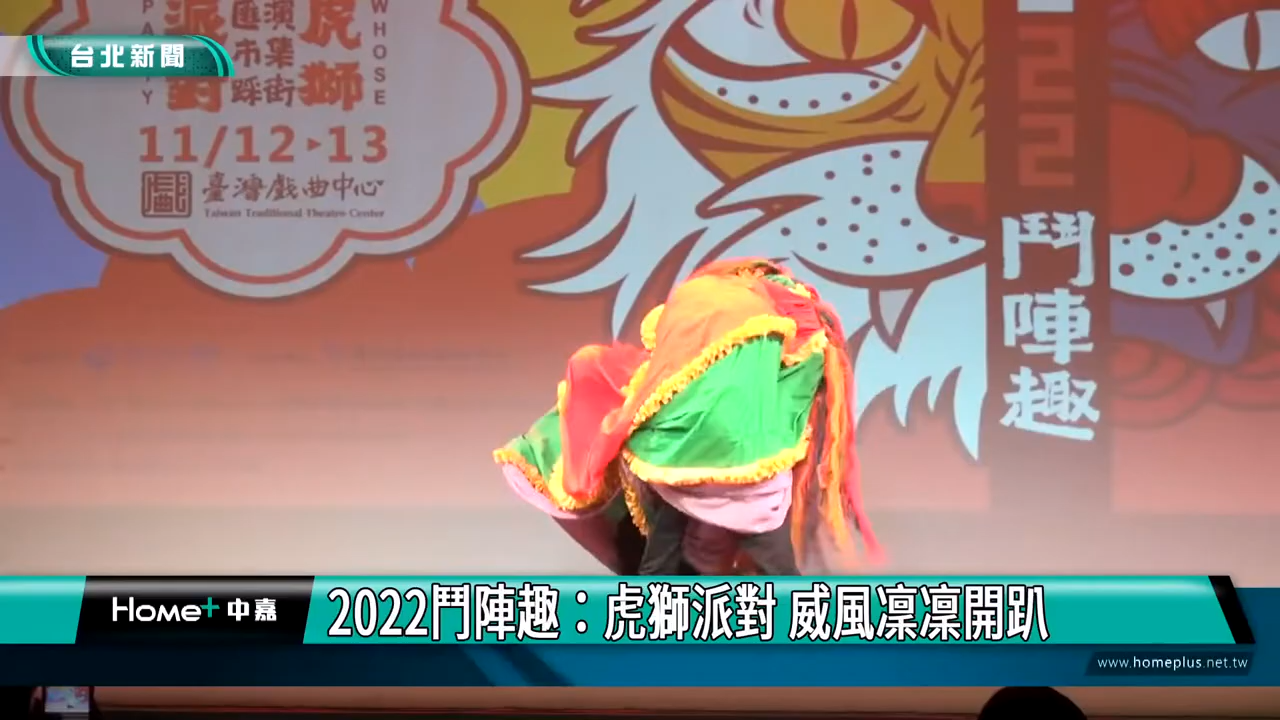 台北新聞
PARTY
派對
匯演
市集
踩街
虎獅
WHOSE
11/12▸13
臺灣戲曲中心
Taiwan Traditional Theatre Center
22
鬥陣趣
Home+中嘉
2022鬥陣趣：虎獅派對 威風凜凜開趴
www.homeplus.net.tw